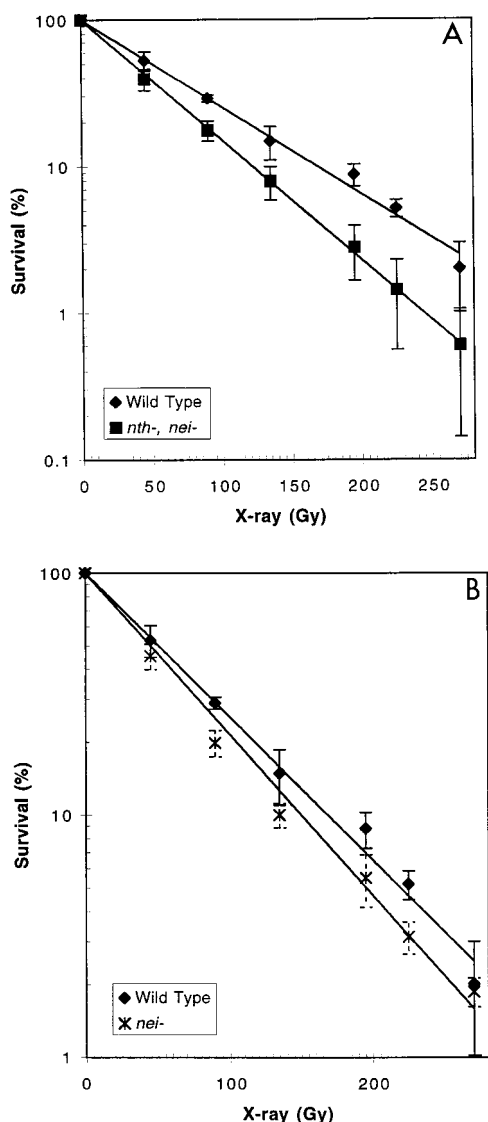 A
100
10
1
0.1
Survival (%)
Wild Type
nth-, nei-
0 50 100 150 200 250
X-ray (Gy)
B
100
10
1
Survival (%)
Wild Type
nei-
0 100 200
X-ray (Gy)